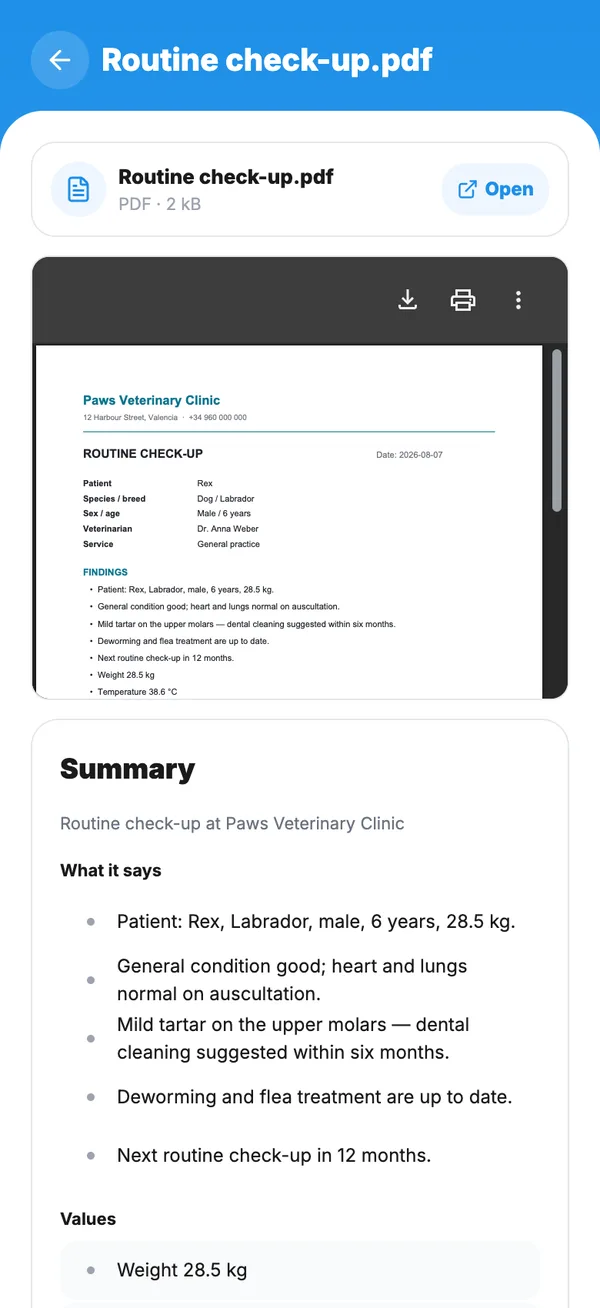 Routine check-up.pdf
Routine check-up.pdf
PDF · 2 kB
Open
Paws Veterinary Clinic
12 Harbour Street, Valencia · +34 960 000 000
ROUTINE CHECK-UP Date: 2026-08-07
Patient Rex
Species / breed Dog / Labrador
Sex / age Male / 6 years
Veterinarian Dr. Anna Weber
Service General practice
FINDINGS
• Patient: Rex, Labrador, male, 6 years, 28.5 kg.
• General condition good; heart and lungs normal on auscultation.
• Mild tartar on the upper molars — dental cleaning suggested within six months.
• Deworming and flea treatment are up to date.
• Next routine check-up in 12 months.
• Weight 28.5 kg
• Temperature 38.6 °C
Summary
Routine check-up at Paws Veterinary Clinic
What it says
• Patient: Rex, Labrador, male, 6 years, 28.5 kg.
• General condition good; heart and lungs
normal on auscultation.
• Mild tartar on the upper molars — dental
cleaning suggested within six months.
• Deworming and flea treatment are up to date.
• Next routine check-up in 12 months.
Values
• Weight 28.5 kg